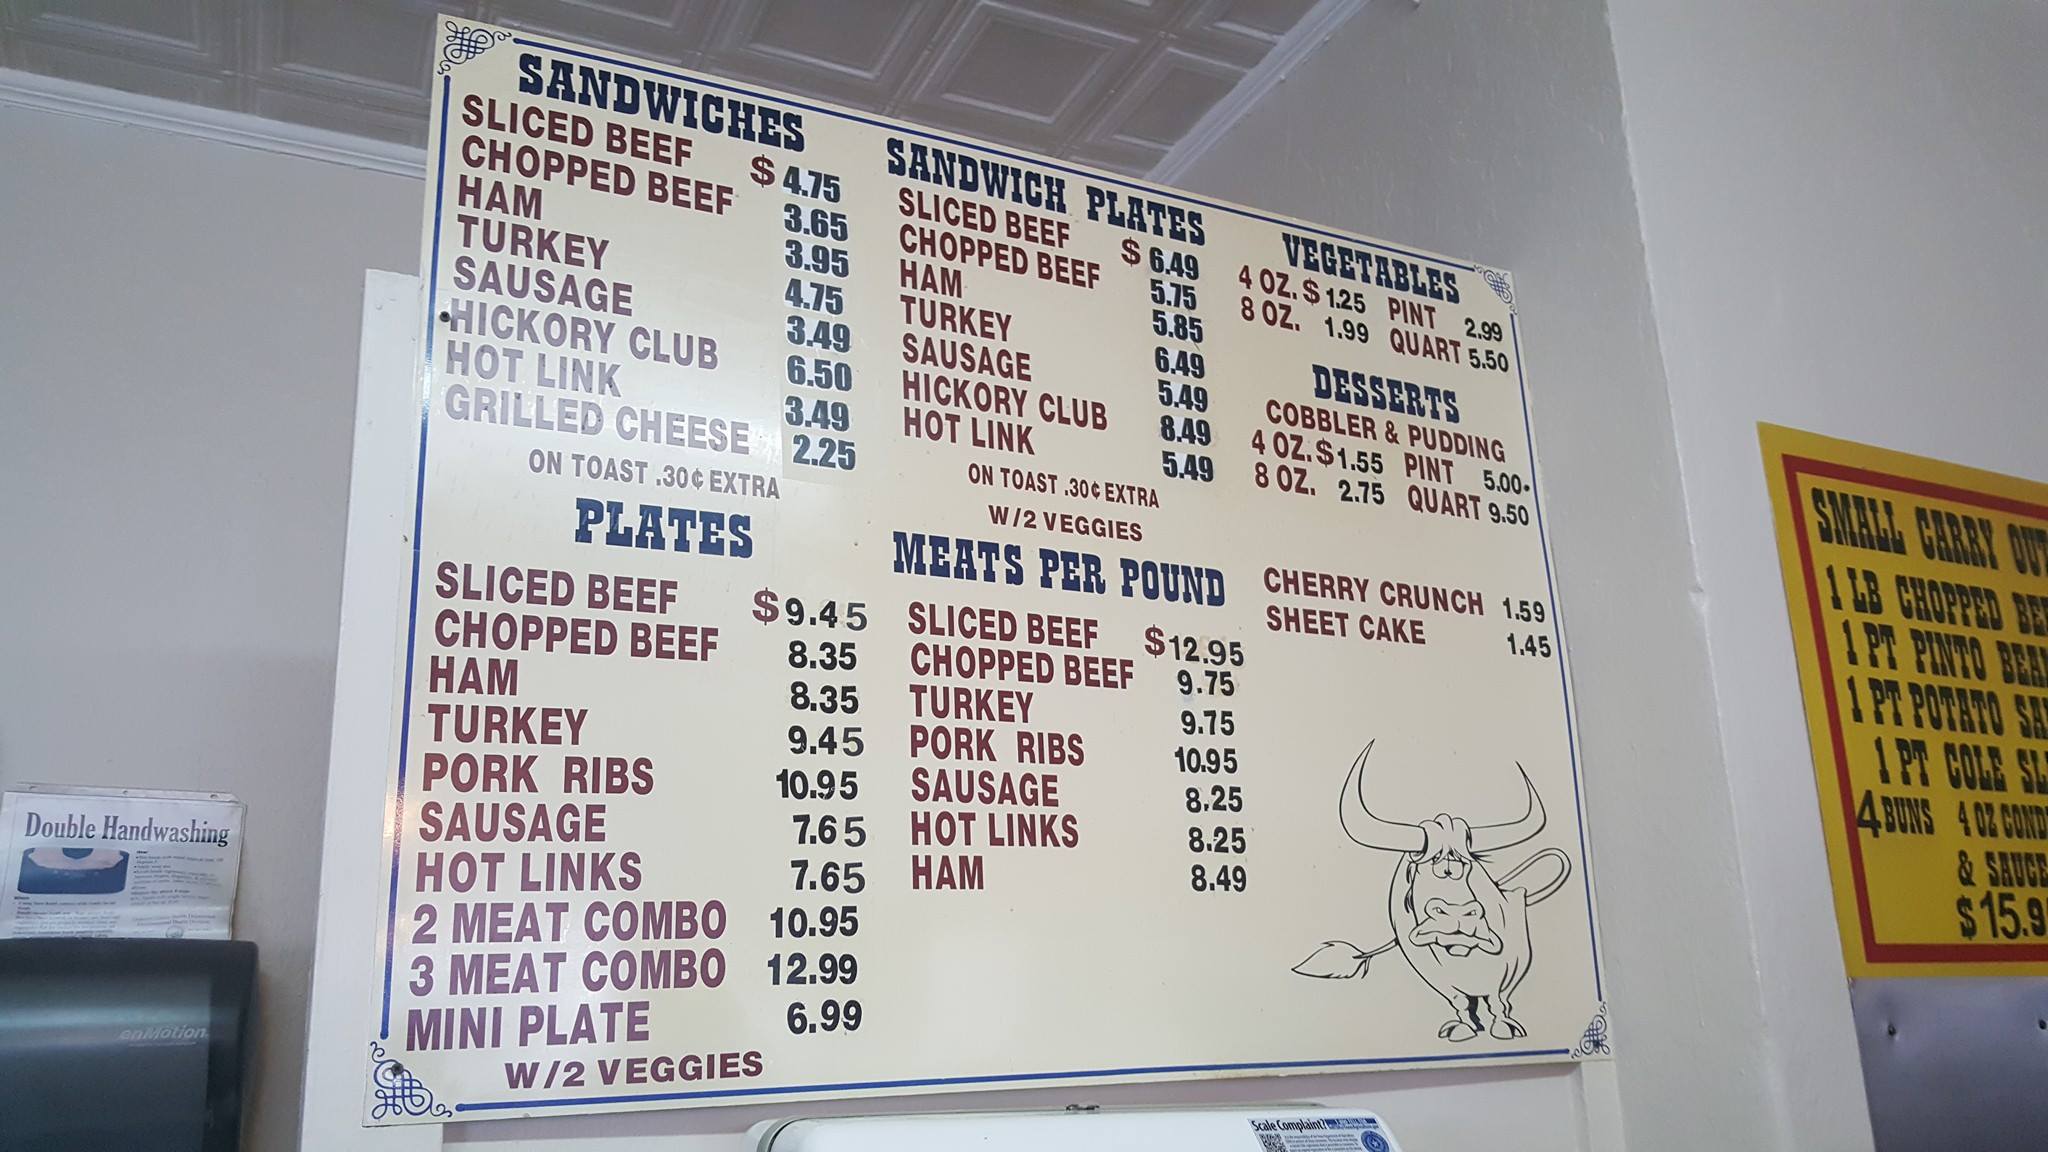 SANDWICHES
SLICED BEEF $ 4.75
CHOPPED BEEF 3.65
HAM 3.95
TURKEY 4.75
SAUSAGE 3.49
HICKORY CLUB 6.50
HOT LINK 3.49
GRILLED CHEESE 2.25
ON TOAST .30¢ EXTRA
PLATES
SLICED BEEF $ 9.45
CHOPPED BEEF 8.35
HAM 8.35
TURKEY 9.45
PORK RIBS 10.95
SAUSAGE 7.65
HOT LINKS 7.65
2 MEAT COMBO 10.95
3 MEAT COMBO 12.99
MINI PLATE 6.99
W/2 VEGGIES
SANDWICH PLATES
SLICED BEEF $ 6.49
CHOPPED BEEF 5.75
HAM 5.85
TURKEY 6.49
SAUSAGE 5.49
HICKORY CLUB 8.49
HOT LINK 5.49
ON TOAST .30¢ EXTRA
W/2 VEGGIES
MEATS PER POUND
SLICED BEEF $ 12.95
CHOPPED BEEF 9.75
TURKEY 9.75
PORK RIBS 10.95
SAUSAGE 8.25
HOT LINKS 8.25
HAM 8.49
VEGETABLES
4 OZ. $ 1.25 PINT 2.99
8 OZ. 1.99 QUART 5.50
DESSERTS
COBBLER & PUDDING
4 OZ. $ 1.55 PINT 5.00
8 OZ. 2.75 QUART 9.50
CHERRY CRUNCH 1.59
SHEET CAKE 1.45
SMALL CARRY OUT
1 LB CHOPPED
1 PT PINTO
1 PT POTATO
1 PT COLE
4 BUNS 4 OZ
& SAUCE
$15.9
Double Handwashing
enMotion
Scale Complaint?